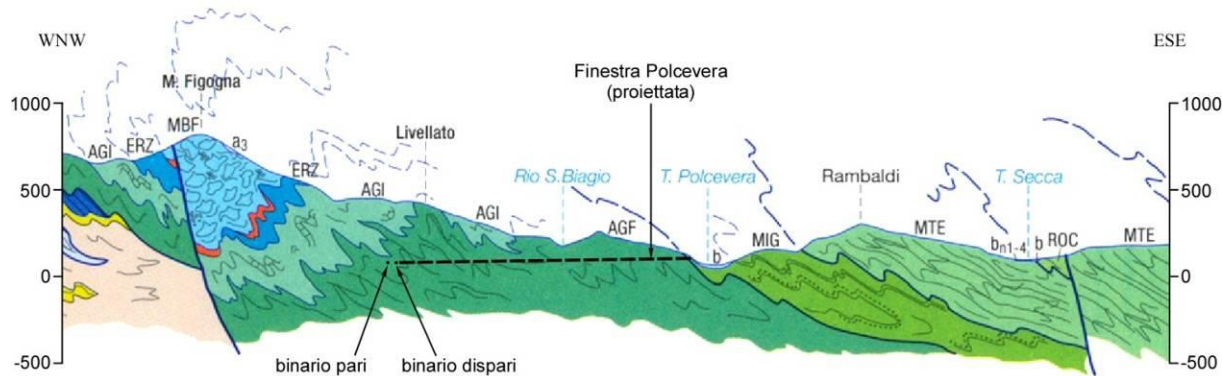 WNW
ESE
Finestra Polcevera
(proiettata)
M. Figogna
1000
1000
MBF
a3
Livellato
ERZ
AGI
ERZ
Rio S.Biagio
T. Polcevera
Rambaldi
T. Secca
500
500
AGI
AGI
AGF
MIG
MTE
bn1-4
b
ROC
MTE
b
0
0
binario pari
binario dispari
-500
-500